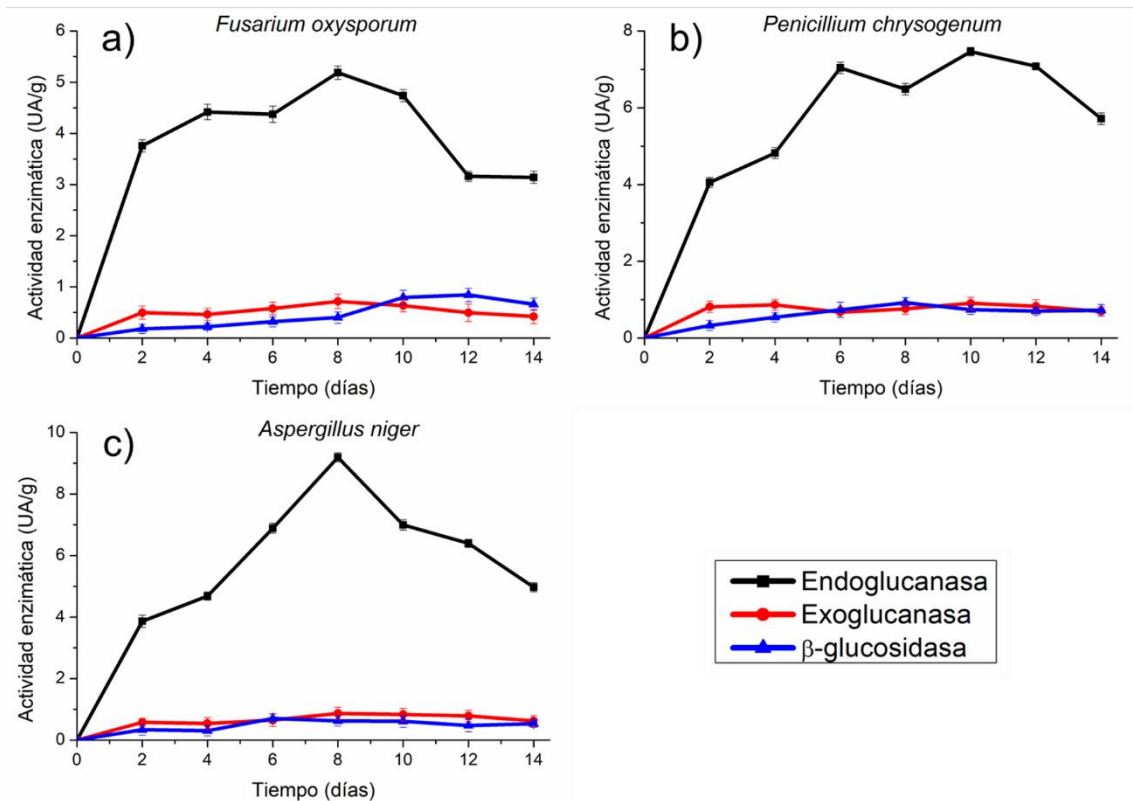 a)
Fusarium oxysporum
Actividad enzimática (UA/g)
6
5
4
3
2
1
0
0 2 4 6 8 10 12 14
Tiempo (días)
b)
Penicillium chrysogenum
Actividad enzimática (UA/g)
8
6
4
2
0
0 2 4 6 8 10 12 14
Tiempo (días)
c)
Aspergillus niger
Actividad enzimática (UA/g)
10
8
6
4
2
0
0 2 4 6 8 10 12 14
Tiempo (días)
Endoglucanasa
Exoglucanasa
β-glucosidasa